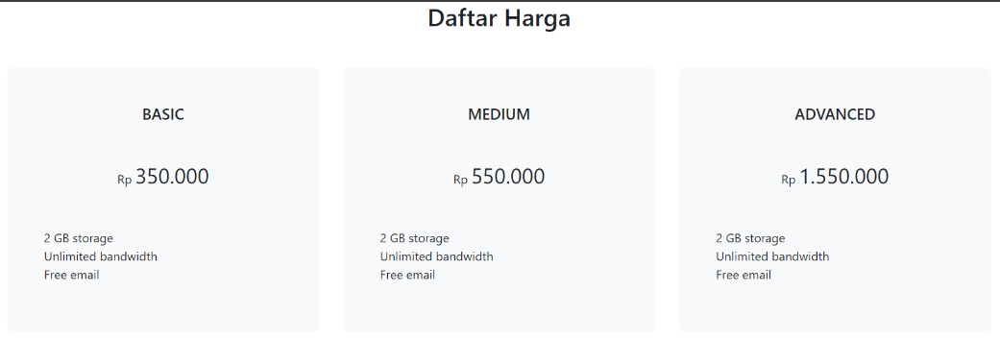 Daftar Harga
BASIC
Rp 350.000
2 GB storage
Unlimited bandwidth
Free email
MEDIUM
Rp 550.000
2 GB storage
Unlimited bandwidth
Free email
ADVANCED
Rp 1.550.000
2 GB storage
Unlimited bandwidth
Free email